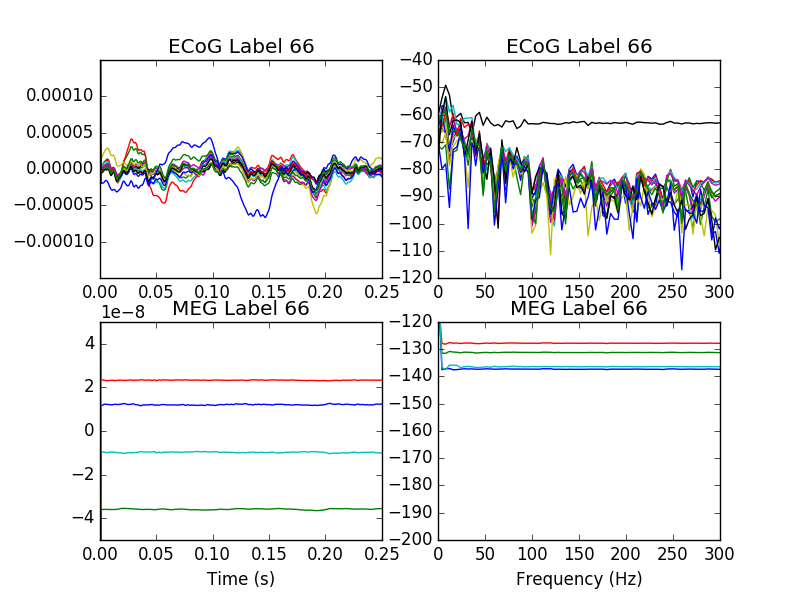 ECoG Label 66
ECoG Label 66
0.00010
0.00005
0.00000
−0.00005
−0.00010
0.00 0.05 0.10 0.15 0.20 0.25
−40
−50
−60
−70
−80
−90
−100
−110
−120
0 50 100 150 200 250 300
1e−8
MEG Label 66
MEG Label 66
4
2
0
−2
−4
0.00 0.05 0.10 0.15 0.20 0.25
Time (s)
−120
−130
−140
−150
−160
−170
−180
−190
−200
0 50 100 150 200 250 300
Frequency (Hz)